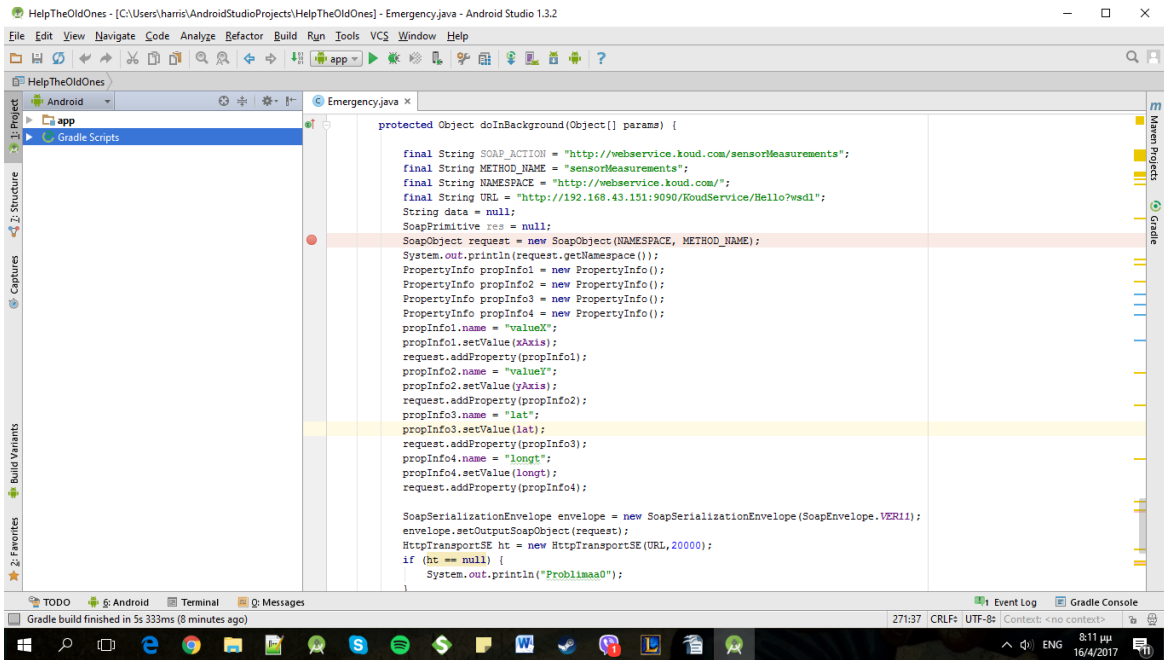 HelpTheOldOnes - [C:\Users\harris\AndroidStudioProjects\HelpTheOldOnes] - Emergency.java - Android Studio 1.3.2
File Edit View Navigate Code Analyze Refactor Build Run Tools VCS Window Help
app
HelpTheOldOnes
Android
Emergency.java
1: Project
7: Structure
Captures
Build Variants
2: Favorites
app
Gradle Scripts
protected Object doInBackground(Object[] params) {
final String SOAP_ACTION = "http://webservice.koud.com/sensorMeasurements";
final String METHOD_NAME = "sensorMeasurements";
final String NAMESPACE = "http://webservice.koud.com/";
final String URL = "http://192.168.43.151:9090/KoudService/Hello?wsdl";
String data = null;
SoapPrimitive res = null;
SoapObject request = new SoapObject(NAMESPACE, METHOD_NAME);
System.out.println(request.getNamespace());
PropertyInfo propInfo1 = new PropertyInfo();
PropertyInfo propInfo2 = new PropertyInfo();
PropertyInfo propInfo3 = new PropertyInfo();
PropertyInfo propInfo4 = new PropertyInfo();
propInfo1.name = "valueX";
propInfo1.setValue(xAxis);
request.addProperty(propInfo1);
propInfo2.name = "valueY";
propInfo2.setValue(yAxis);
request.addProperty(propInfo2);
propInfo3.name = "lat";
propInfo3.setValue(lat);
request.addProperty(propInfo3);
propInfo4.name = "longt";
propInfo4.setValue(longt);
request.addProperty(propInfo4);
SoapSerializationEnvelope envelope = new SoapSerializationEnvelope(SoapEnvelope.VER11);
envelope.setOutputSoapObject(request);
HttpTransportSE ht = new HttpTransportSE(URL,20000);
if (ht == null) {
System.out.println("Problimaa0");
}
Maven Projects
Gradle
TODO 6: Android Terminal 0: Messages 1 Event Log Gradle Console
Gradle build finished in 5s 333ms (8 minutes ago) 271:37 CRLF UTF-8 Context: <no context>
ENG 8:11 μμ
16/4/2017